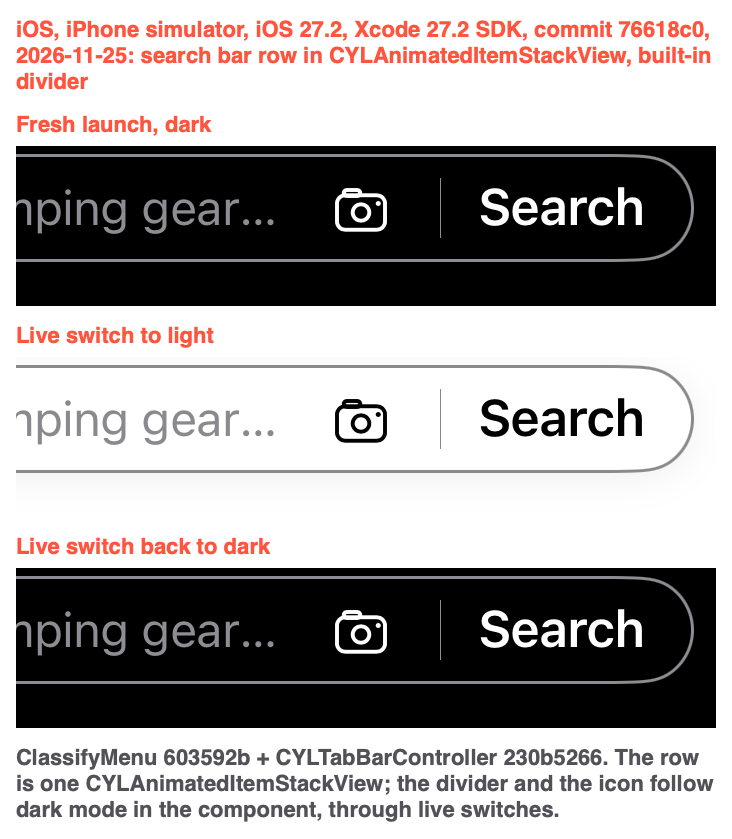 iOS, iPhone simulator, iOS 27.2, Xcode 27.2 SDK, commit 76618c0,
2026-11-25: search bar row in CYLAnimatedItemStackView, built-in
divider
Fresh launch, dark
nping gear... Search
Live switch to light
nping gear... Search
Live switch back to dark
nping gear... Search
ClassifyMenu 603592b + CYLTabBarController 230b5266. The row
is one CYLAnimatedItemStackView; the divider and the icon follow
dark mode in the component, through live switches.